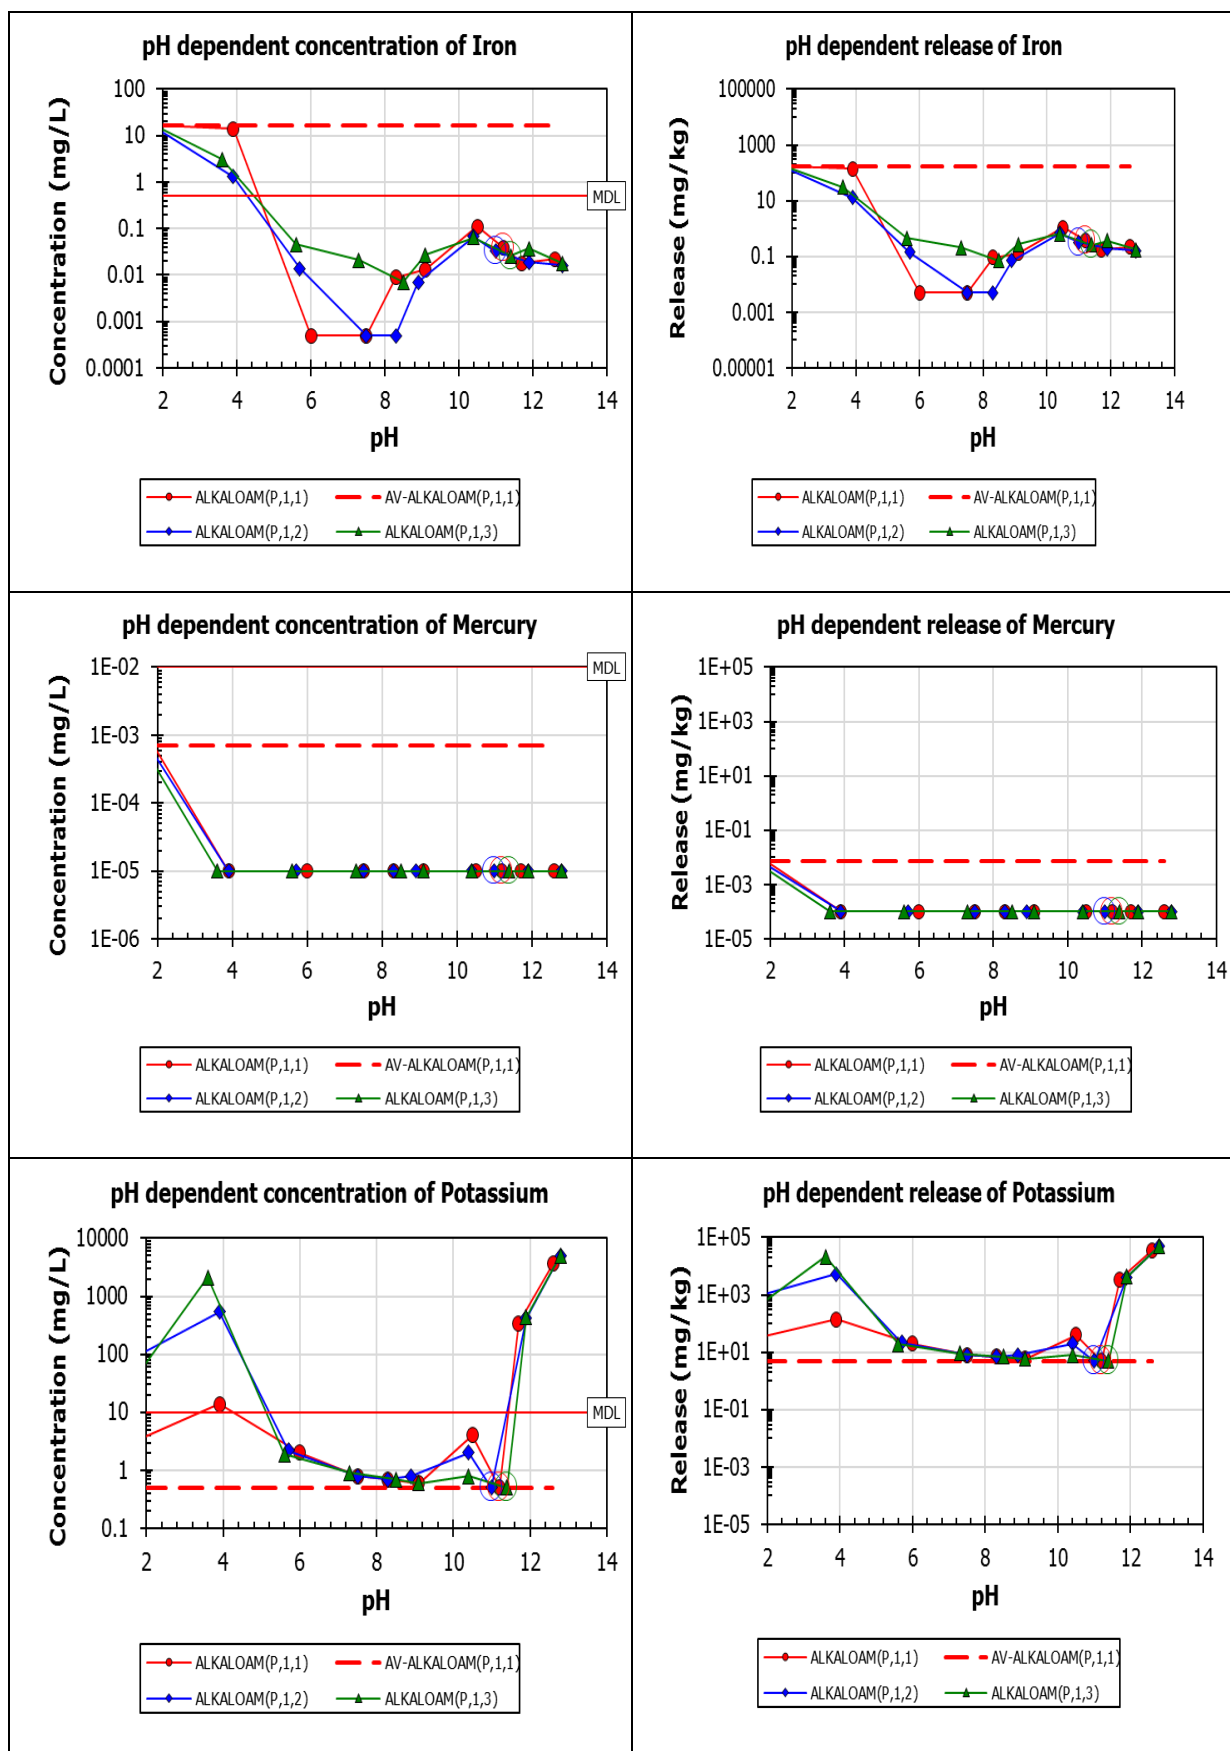 pH dependent concentration of Iron
Concentration (mg/L)
100
10
1
0.1
0.01
0.001
0.0001
MDL
2 4 6 8 10 12 14
pH
ALKALOAM(P,1,1) AV-ALKALOAM(P,1,1)
ALKALOAM(P,1,2) ALKALOAM(P,1,3)
pH dependent release of Iron
Release (mg/kg)
100000
1000
10
0.1
0.001
0.00001
2 4 6 8 10 12 14
pH
ALKALOAM(P,1,1) AV-ALKALOAM(P,1,1)
ALKALOAM(P,1,2) ALKALOAM(P,1,3)
pH dependent concentration of Mercury
Concentration (mg/L)
1E-02
1E-03
1E-04
1E-05
1E-06
MDL
2 4 6 8 10 12 14
pH
ALKALOAM(P,1,1) AV-ALKALOAM(P,1,1)
ALKALOAM(P,1,2) ALKALOAM(P,1,3)
pH dependent release of Mercury
Release (mg/kg)
1E+05
1E+03
1E+01
1E-01
1E-03
1E-05
2 4 6 8 10 12 14
pH
ALKALOAM(P,1,1) AV-ALKALOAM(P,1,1)
ALKALOAM(P,1,2) ALKALOAM(P,1,3)
pH dependent concentration of Potassium
Concentration (mg/L)
10000
1000
100
10
1
0.1
MDL
2 4 6 8 10 12 14
pH
ALKALOAM(P,1,1) AV-ALKALOAM(P,1,1)
ALKALOAM(P,1,2) ALKALOAM(P,1,3)
pH dependent release of Potassium
Release (mg/kg)
1E+05
1E+03
1E+01
1E-01
1E-03
1E-05
2 4 6 8 10 12 14
pH
ALKALOAM(P,1,1) AV-ALKALOAM(P,1,1)
ALKALOAM(P,1,2) ALKALOAM(P,1,3)